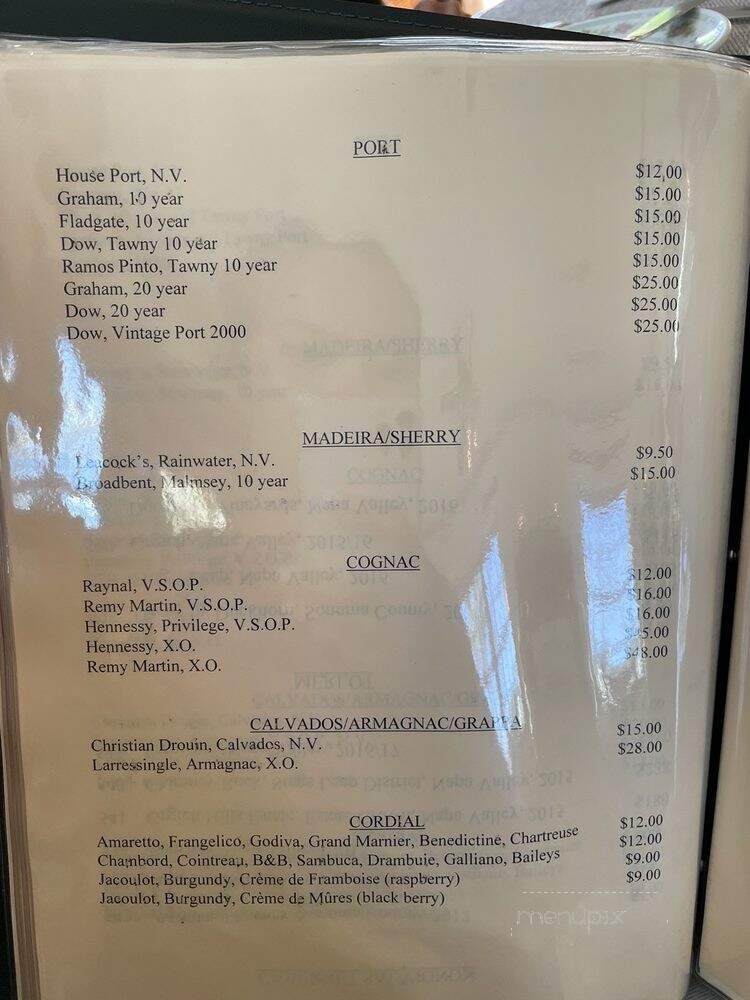 PORT
House Port, N.V. $12.00
Graham, 10 year $15.00
Fladgate, 10 year $15.00
Dow, Tawny 10 year $15.00
Ramos Pinto, Tawny 10 year $15.00
Graham, 20 year $25.00
Dow, 20 year $25.00
Dow, Vintage Port 2000 $25.00
MADEIRA/SHERRY
Leacock's, Rainwater, N.V. $9.50
Broadbent, Malmsey, 10 year $15.00
COGNAC
Raynal, V.S.O.P. $12.00
Remy Martin, V.S.O.P. $16.00
Hennessy, Privilege, V.S.O.P. $16.00
Hennessy, X.O.
Remy Martin, X.O. $48.00
CALVADOS/ARMAGNAC/GRAPPA
Christian Drouin, Calvados, N.V. $15.00
Larressingle, Armagnac, X.O. $28.00
CORDIAL
Amaretto, Frangelico, Godiva, Grand Marnier, Benedictine, Chartreuse $12.00
Chambord, Cointreau, B&B, Sambuca, Drambuie, Galliano, Baileys $12.00
Jacoulot, Burgundy, Crème de Framboise (raspberry) $9.00
Jacoulot, Burgundy, Crème de Mûres (black berry) $9.00
menupix